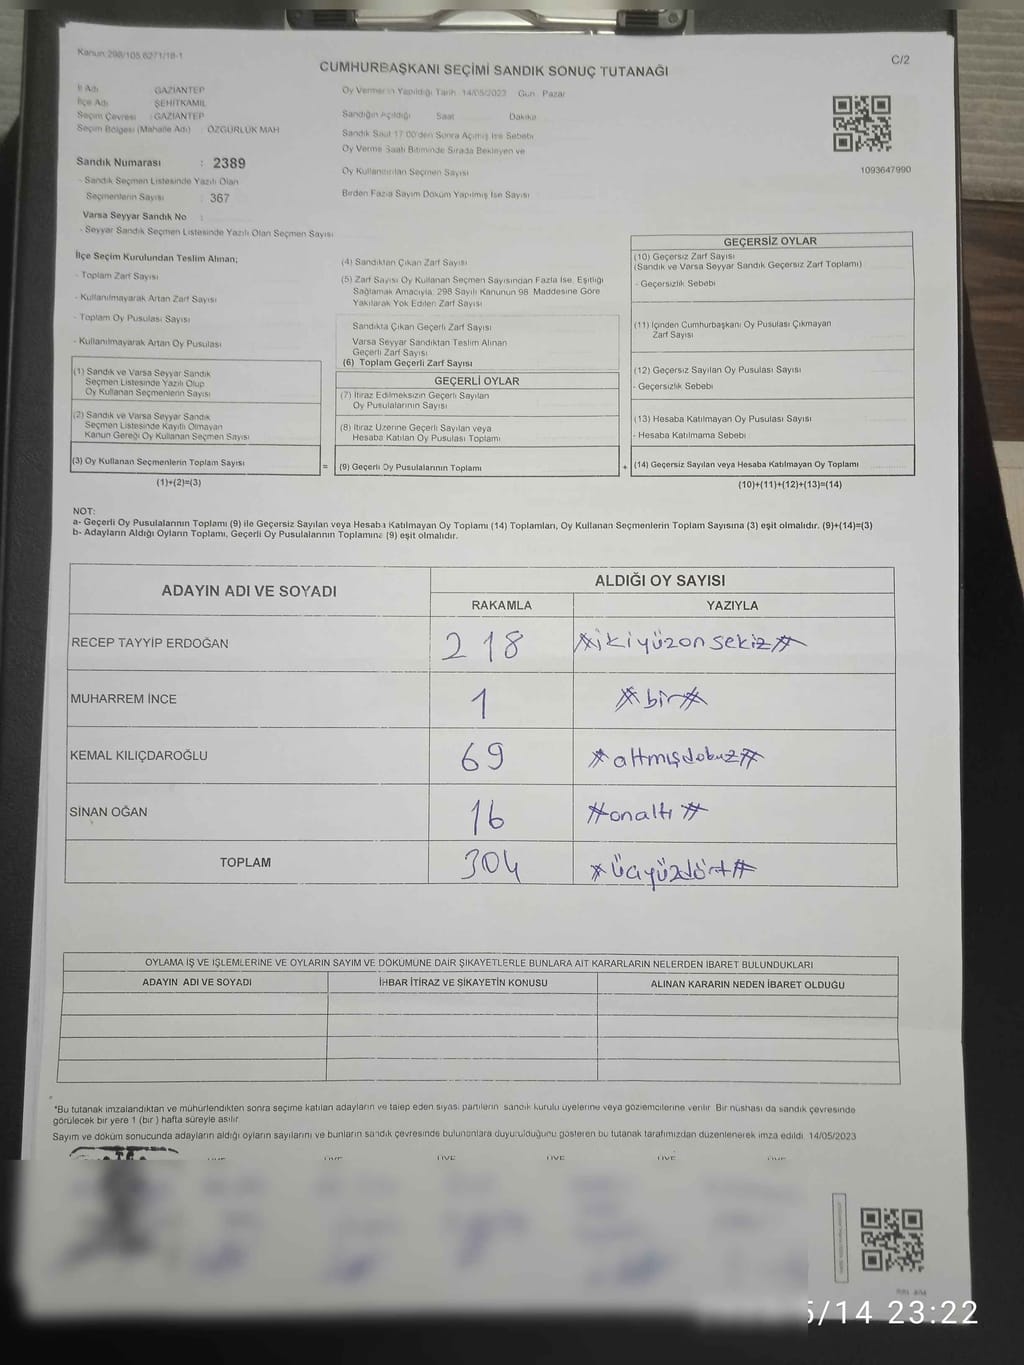 Kanun 298/105,6271/18-1
C/2
CUMHURBAŞKANI SEÇİMİ SANDIK SONUÇ TUTANAĞI
İl Adı GAZİANTEP
İlçe Adı ŞEHİTKAMİL
Seçim Çevresi : GAZİANTEP
Seçim Bölgesi (Mahalle Adı) : ÖZGÜRLÜK MAH
Sandık Numarası : 2389
- Sandık Seçmen Listesinde Yazılı Olan
Seçmenlerin Sayısı 367
Varsa Seyyar Sandık No :
- Seyyar Sandık Seçmen Listesinde Yazılı Olan Seçmen Sayısı
Oy Vermenin Yapıldığı Tarih 14/05/2023 Gün Pazar
Sandığın Açıldığı Saat Dakika
Sandık Saat 17:00'den Sonra Açılmış İse Sebebi
Oy Verme Saati Bitiminde Sırada Bekleyen ve
Oy Kullandırılan Seçmen Sayısı
Birden Fazla Sayım Döküm Yapılmış İse Sayısı
1093647990
İlçe Seçim Kurulundan Teslim Alınan;
- Toplam Zarf Sayısı
- Kullanılmayarak Artan Zarf Sayısı
- Toplam Oy Pusulası Sayısı
- Kullanılmayarak Artan Oy Pusulası
(1) Sandık ve Varsa Seyyar Sandık
Seçmen Listesinde Yazılı Olup
Oy Kullanan Seçmenlerin Sayısı
(2) Sandık ve Varsa Seyyar Sandık
Seçmen Listesinde Kayıtlı Olmayan
Kanun Gereği Oy Kullanan Seçmen Sayısı
(3) Oy Kullanan Seçmenlerin Toplam Sayısı
=
(1)+(2)=(3)
(4) Sandıktan Çıkan Zarf Sayısı
(5) Zarf Sayısı Oy Kullanan Seçmen Sayısından Fazla İse, Eşitliği
Sağlamak Amacıyla; 298 Sayılı Kanunun 98. Maddesine Göre
Yakılarak Yok Edilen Zarf Sayısı
Sandıkta Çıkan Geçerli Zarf Sayısı
Varsa Seyyar Sandıktan Teslim Alınan
Geçerli Zarf Sayısı
(6) Toplam Geçerli Zarf Sayısı
GEÇERLİ OYLAR
(7) İtiraz Edilmeksizin Geçerli Sayılan
Oy Pusulalarının Sayısı
(8) İtiraz Üzerine Geçerli Sayılan veya
Hesaba Katılan Oy Pusulası Toplamı
(9) Geçerli Oy Pusulalarının Toplamı
+
GEÇERSİZ OYLAR
(10) Geçersiz Zarf Sayısı
(Sandık ve Varsa Seyyar Sandık Geçersiz Zarf Toplamı)
- Geçersizlik Sebebi
(11) İçinden Cumhurbaşkanı Oy Pusulası Çıkmayan
Zarf Sayısı
(12) Geçersiz Sayılan Oy Pusulası Sayısı
- Geçersizlik Sebebi
(13) Hesaba Katılmayan Oy Pusulası Sayısı
- Hesaba Katılmama Sebebi
(14) Geçersiz Sayılan veya Hesaba Katılmayan Oy Toplamı
(10)+(11)+(12)+(13)=(14)
NOT:
a- Geçerli Oy Pusulalarının Toplamı (9) ile Geçersiz Sayılan veya Hesaba Katılmayan Oy Toplamı (14) Toplamları, Oy Kullanan Seçmenlerin Toplam Sayısına (3) eşit olmalıdır. (9)+(14)=(3)
b- Adayların Aldığı Oyların Toplamı, Geçerli Oy Pusulalarının Toplamına (9) eşit olmalıdır.
ADAYIN ADI VE SOYADI
ALDIĞI OY SAYISI
RAKAMLA YAZIYLA
RECEP TAYYİP ERDOĞAN 218 #ikiyüzonsekiz#
MUHARREM İNCE 1 #bir#
KEMAL KILIÇDAROĞLU 69 #altmışdokuz#
SİNAN OĞAN 16 #onaltı#
TOPLAM 304 #üçyüzdört#
OYLAMA İŞ VE İŞLEMLERİNE VE OYLARIN SAYIM VE DÖKÜMÜNE DAİR ŞİKAYETLERLE BUNLARA AİT KARARLARIN NELERDEN İBARET BULUNDUKLARI
ADAYIN ADI VE SOYADI İHBAR İTİRAZ VE ŞİKAYETİN KONUSU ALINAN KARARIN NEDEN İBARET OLDUĞU
*Bu tutanak imzalandıktan ve mühürlendikten sonra seçime katılan adayların ve talep eden siyasi partilerin sandık kurulu üyelerine veya gözlemcilerine verilir. Bir nüshası da sandık çevresinde
görülecek bir yere 1 (bir) hafta süreyle asılır.
Sayım ve döküm sonucunda adayların aldığı oyların sayılarını ve bunların sandık çevresinde bulunanlara duyurulduğunu gösteren bu tutanak tarafımızdan düzenlenerek imza edildi. 14/05/2023
5/14 23:22